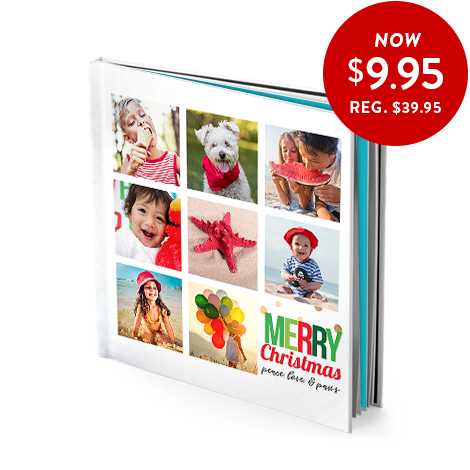 NOW
$9.95
REG. $39.95
MERRY
Christmas
peace, love, & paws